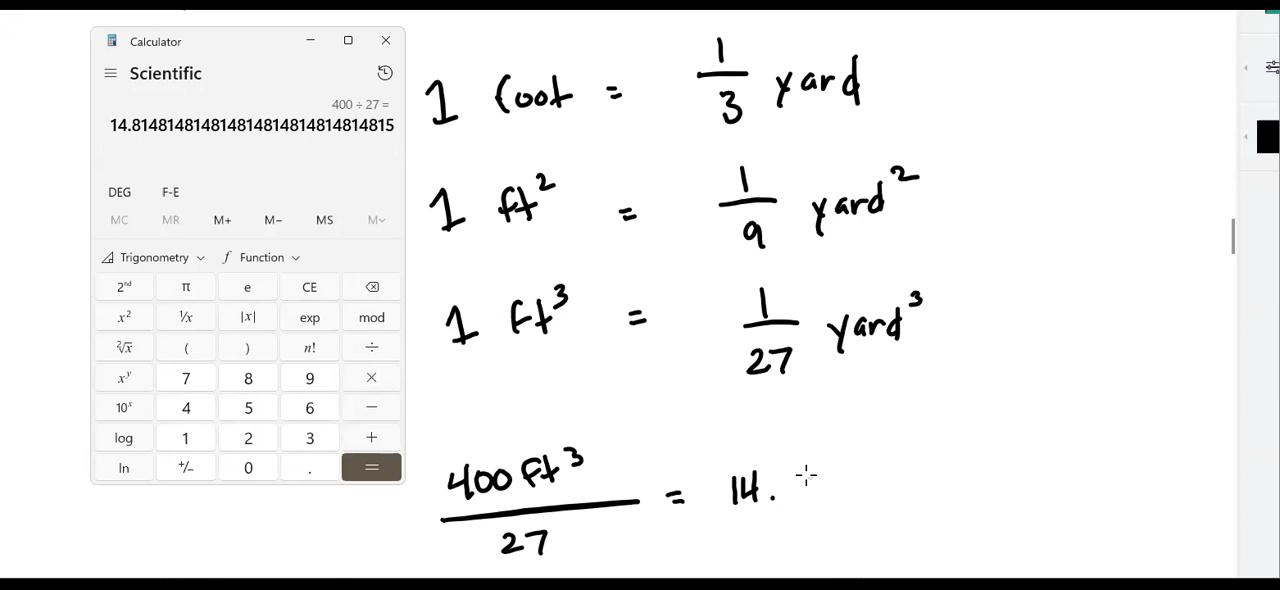 Calculator
Scientific
400 ÷ 27 =
14.814814814814814814814814814815
DEG F-E
MC MR M+ M− MS M˅
Trigonometry f Function
2ⁿᵈ π e CE
x² ¹/x |x| exp mod
²√x ( ) n! ÷
xʸ 7 8 9 ×
10ˣ 4 5 6 −
log 1 2 3 +
ln +/− 0 . =
1 foot = 1/3 yard
1 ft² = 1/9 yard²
1 ft³ = 1/27 yard³
400 ft³/27 = 14.